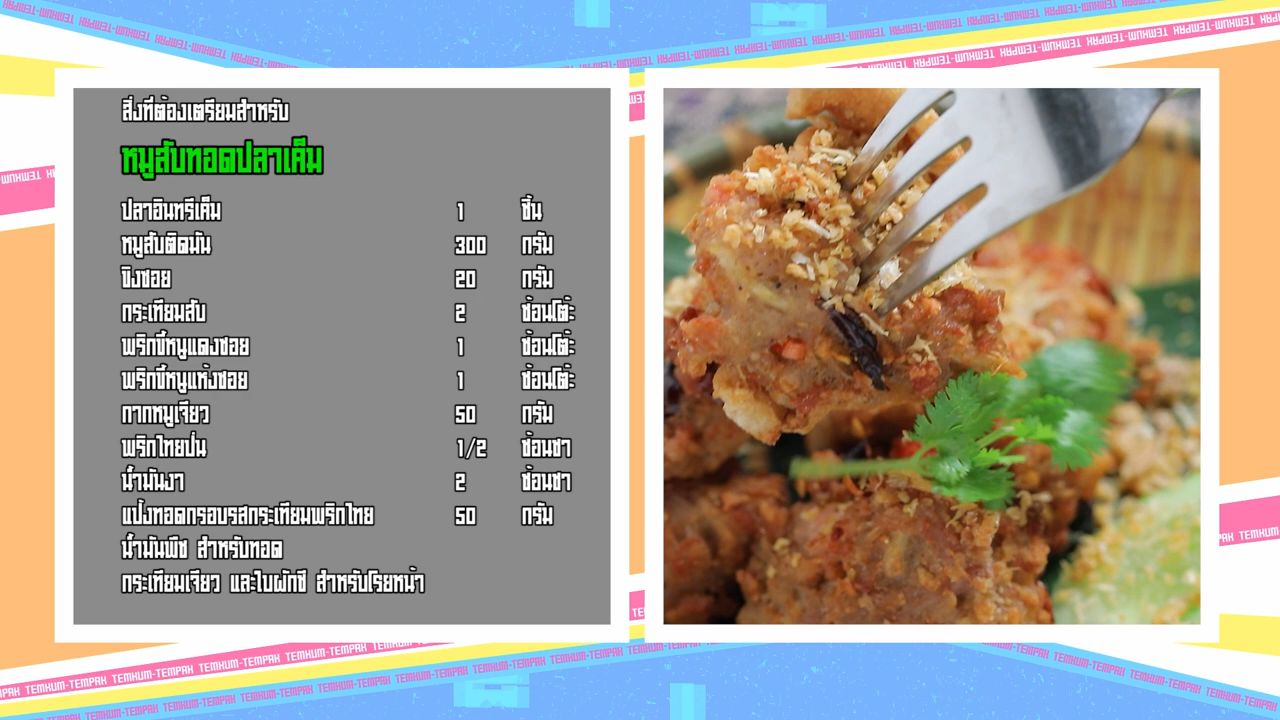 สิ่งที่ต้องเตรียมสำหรับ
หมูสับทอดปลาเค็ม
ปลาอินทรีเค็ม 1 ชิ้น
หมูสับติดมัน 300 กรัม
ขิงซอย 20 กรัม
กระเทียมสับ 2 ช้อนโต๊ะ
พริกขี้หนูแดงซอย 1 ช้อนโต๊ะ
พริกขี้หนูแห้งซอย 1 ช้อนโต๊ะ
กากหมูเจียว 50 กรัม
พริกไทยป่น 1/2 ช้อนชา
น้ำมันงา 2 ช้อนชา
แป้งทอดกรอบรสกระเทียมพริกไทย 50 กรัม
น้ำมันพืช สำหรับทอด
กระเทียมเจียว และใบผักชี สำหรับโรยหน้า
TEMKUM-TEMPAK TEMKUM-TEMPAK TEMKUM-TEMPAK TEMKUM-TEMPAK